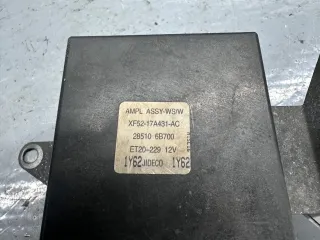 AMPL ASSY-WS/W
XF52-17A431-AC
28510 6B700
ET20-229 12V
1Y62 JIDECO 1Y62